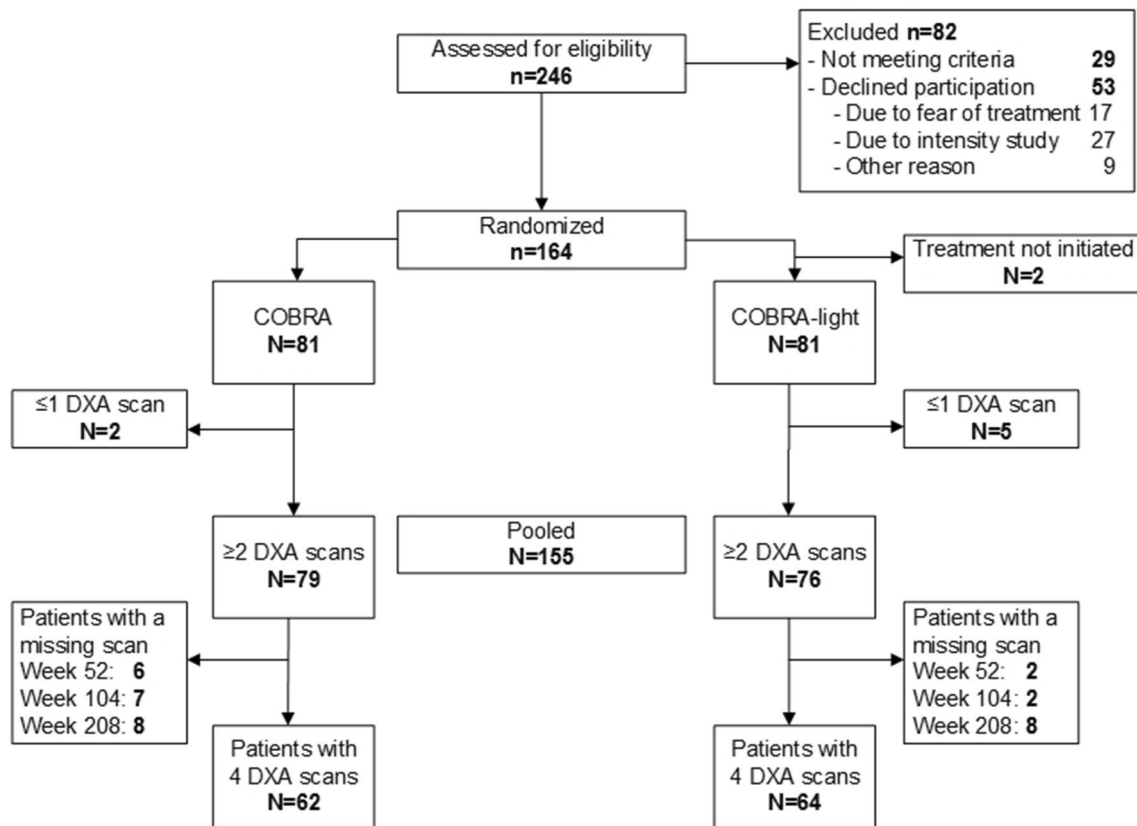 Assessed for eligibility
n=246
Excluded n=82
- Not meeting criteria 29
- Declined participation 53
- Due to fear of treatment 17
- Due to intensity study 27
- Other reason 9
Randomized
n=164
Treatment not initiated
N=2
COBRA
N=81
COBRA-light
N=81
≤1 DXA scan
N=2
≤1 DXA scan
N=5
≥2 DXA scans
N=79
Pooled
N=155
≥2 DXA scans
N=76
Patients with a
missing scan
Week 52: 6
Week 104: 7
Week 208: 8
Patients with a
missing scan
Week 52: 2
Week 104: 2
Week 208: 8
Patients with
4 DXA scans
N=62
Patients with
4 DXA scans
N=64